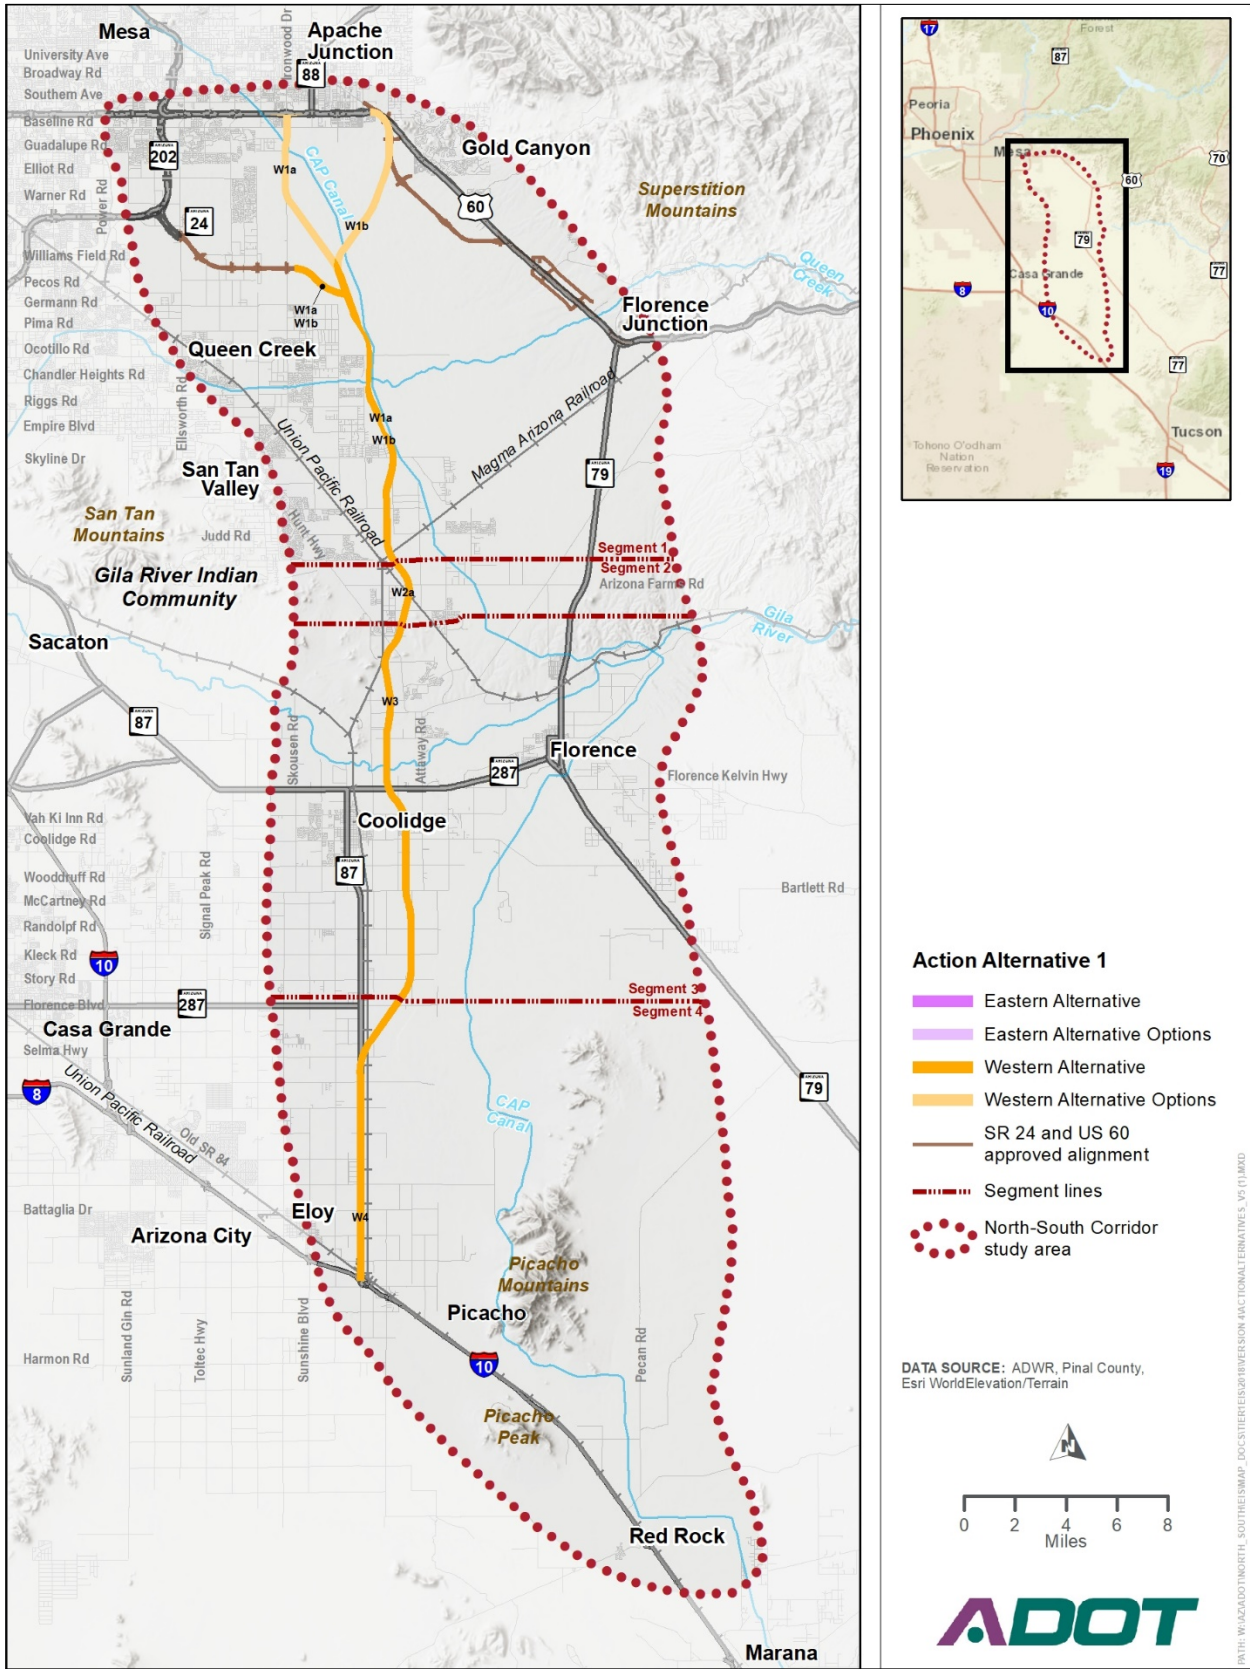 Mesa
Apache
Junction
Ironwood Dr
University Ave
Broadway Rd
Southern Ave
Baseline Rd
Guadalupe Rd
Elliot Rd
Warner Rd
Power Rd
Williams Field Rd
Pecos Rd
Germann Rd
Pima Rd
Ocotillo Rd
Chandler Heights Rd
Riggs Rd
Empire Blvd
Skyline Dr
Ellsworth Rd
ARIZONA
88
ARIZONA
202
ARIZONA
24
60
Gold Canyon
Superstition
Mountains
CAP Canal
W1a
W1b
W1a
W1b
Queen
Creek
Florence
Junction
Queen Creek
W1a
W1b
Union Pacific Railroad
Magma Arizona Railroad
ARIZONA
79
San Tan
Valley
San Tan
Mountains
Judd Rd
Hunt Hwy
Gila River Indian
Community
Segment 1
Segment 2
Arizona Farms Rd
W2a
Gila
River
Sacaton
W3
ARIZONA
87
Skousen Rd
Attaway Rd
Florence
ARIZONA
287
Florence Kelvin Hwy
Vah Ki Inn Rd
Coolidge Rd
Coolidge
Wooddruff Rd
McCartney Rd
Randolpf Rd
Kleck Rd
Story Rd
Florence Blvd
Signal Peak Rd
ARIZONA
87
Bartlett Rd
10
ARIZONA
287
Segment 3
Segment 4
Casa Grande
Selma Hwy
8
Union Pacific Railroad
Old SR 84
ARIZONA
79
CAP
Canal
Battaglia Dr
Eloy
W4
Arizona City
Picacho
Mountains
Picacho
Sunland Gin Rd
Toltec Hwy
Sunshine Blvd
Pecan Rd
Harmon Rd
10
Picacho
Peak
Red Rock
Marana
17
Forest
87
Peoria
Phoenix
Mesa
70
60
79
Casa Grande
77
8
10
77
Tucson
Tohono O'odham
Nation
Reservation
19
Action Alternative 1
Eastern Alternative
Eastern Alternative Options
Western Alternative
Western Alternative Options
SR 24 and US 60
approved alignment
Segment lines
North-South Corridor
study area
DATA SOURCE: ADWR, Pinal County,
Esri WorldElevation/Terrain
N
0 2 4 6 8
Miles
ADOT